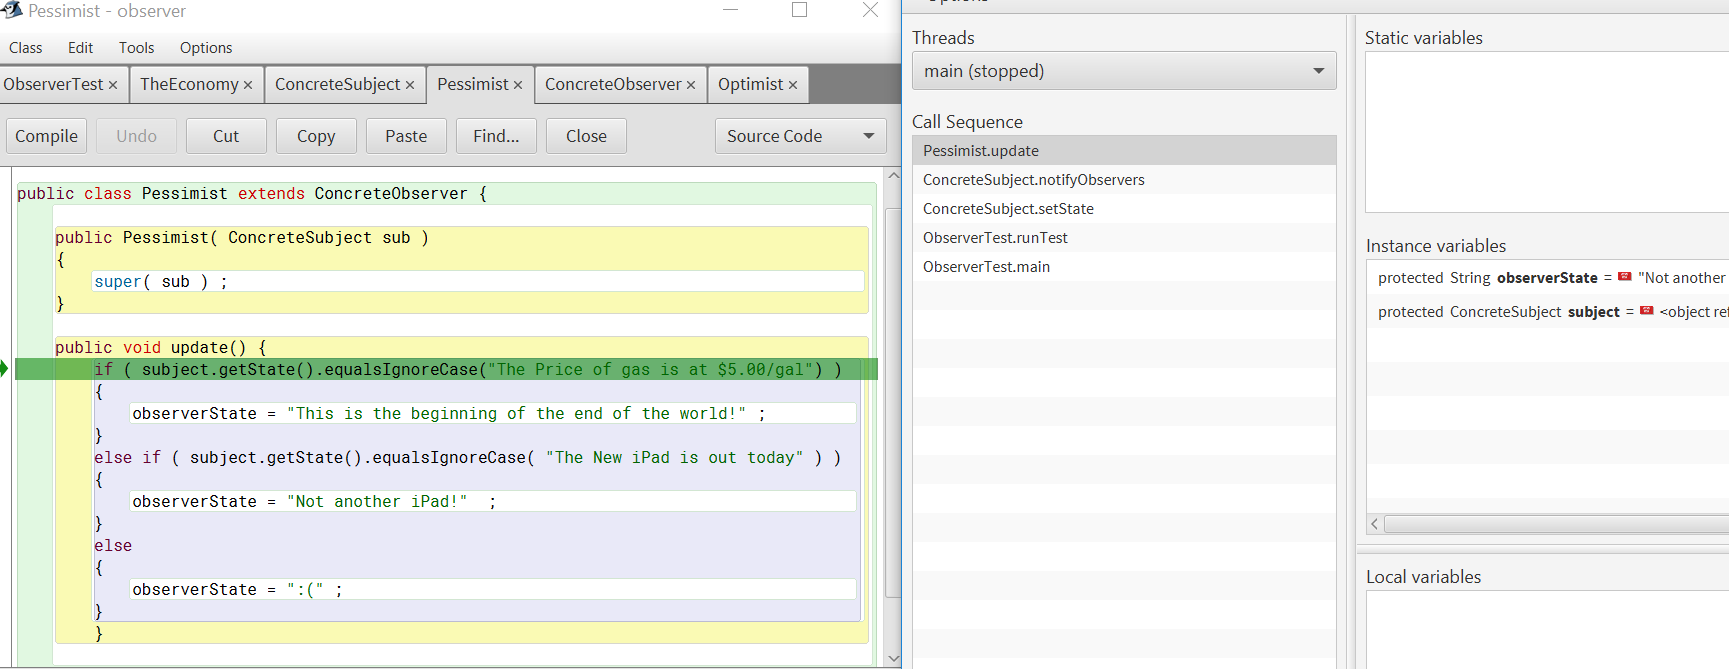 Pessimist - observer
Class Edit Tools Options
ObserverTest × TheEconomy × ConcreteSubject × Pessimist × ConcreteObserver × Optimist ×
Compile Undo Cut Copy Paste Find... Close Source Code
public class Pessimist extends ConcreteObserver {
public Pessimist( ConcreteSubject sub )
{
super( sub ) ;
}
public void update() {
if ( subject.getState().equalsIgnoreCase("The Price of gas is at $5.00/gal") )
{
observerState = "This is the beginning of the end of the world!" ;
}
else if ( subject.getState().equalsIgnoreCase( "The New iPad is out today" ) )
{
observerState = "Not another iPad!"  ;
}
else
{
observerState = ":(" ;
}
}
Threads
main (stopped)
Call Sequence
Pessimist.update
ConcreteSubject.notifyObservers
ConcreteSubject.setState
ObserverTest.runTest
ObserverTest.main
Static variables
Instance variables
protected String observerState = "Not another
protected ConcreteSubject subject = <object ref
Local variables